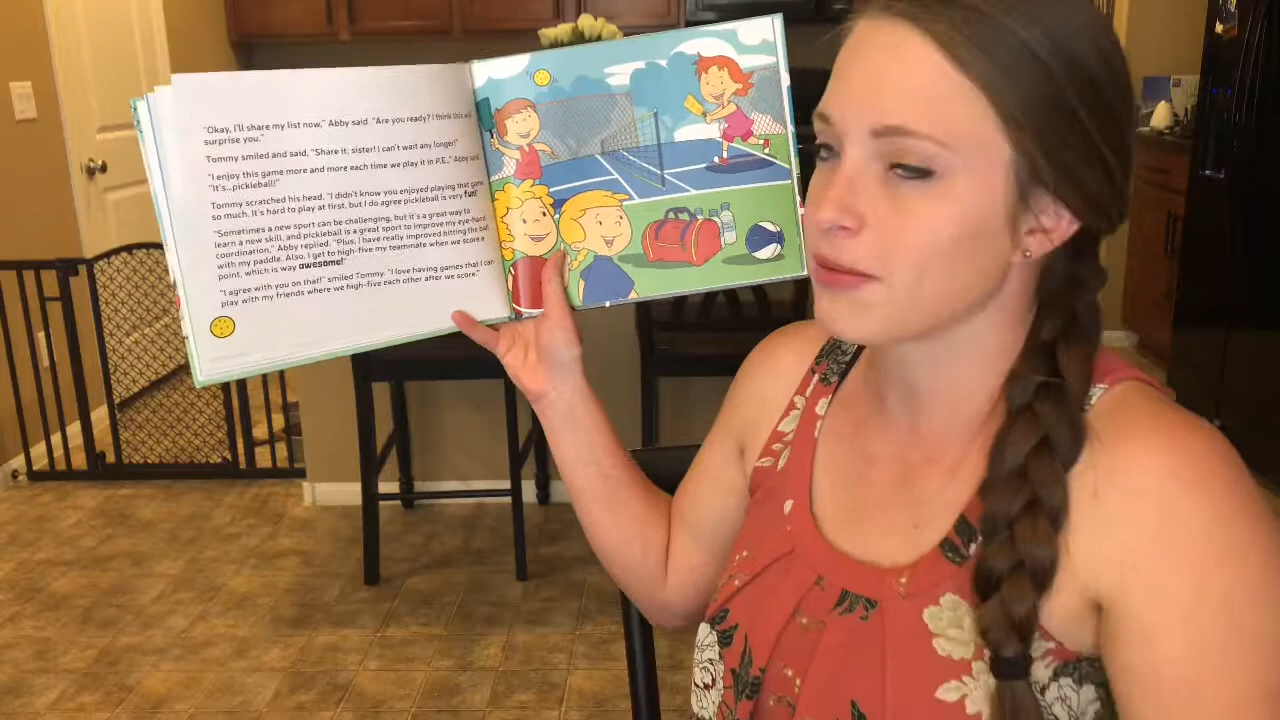 "Okay, I'll share my list now," Abby said. "Are you ready? I think this will
surprise you."
Tommy smiled and said, "Share it, sister! I can't wait any longer!"
"I enjoy this game more and more each time we play it in P.E.," Abby said.
"It's...pickleball!"
Tommy scratched his head. "I didn't know you enjoyed playing that game
so much. It's hard to play at first, but I do agree pickleball is very fun!"
"Sometimes a new sport can be challenging, but it's a great way to
learn a new skill, and pickleball is a great sport to improve my eye-hand
coordination," Abby replied. "Plus, I have really improved hitting the ball
with my paddle. Also, I get to high-five my teammate when we score a
point, which is way awesome!"
"I agree with you on that!" smiled Tommy. "I love having games that I can
play with my friends where we high-five each other after we score."